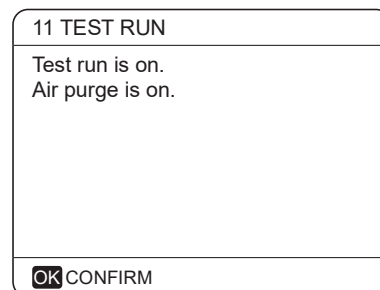 11 TEST RUN
Test run is on.
Air purge is on.
OK CONFIRM